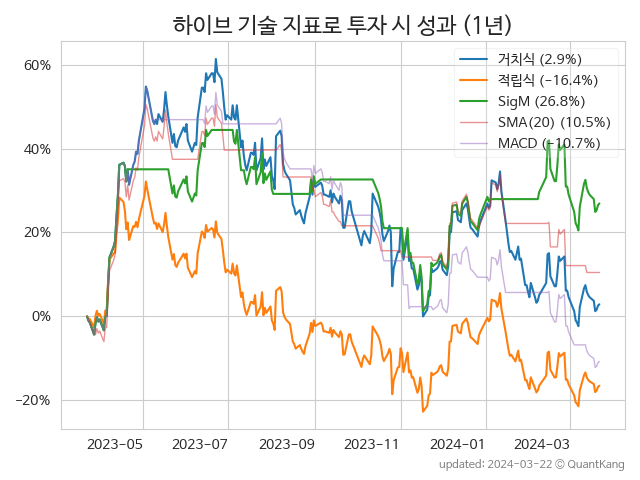 하이브 기술 지표로 투자 시 성과 (1년)
거치식 (2.9%)
적립식 (−16.4%)
SigM (26.8%)
SMA(20) (10.5%)
MACD (−10.7%)
60%
40%
20%
0%
−20%
2023-05 2023-07 2023-09 2023-11 2024-01 2024-03
updated: 2024-03-22 © QuantKang